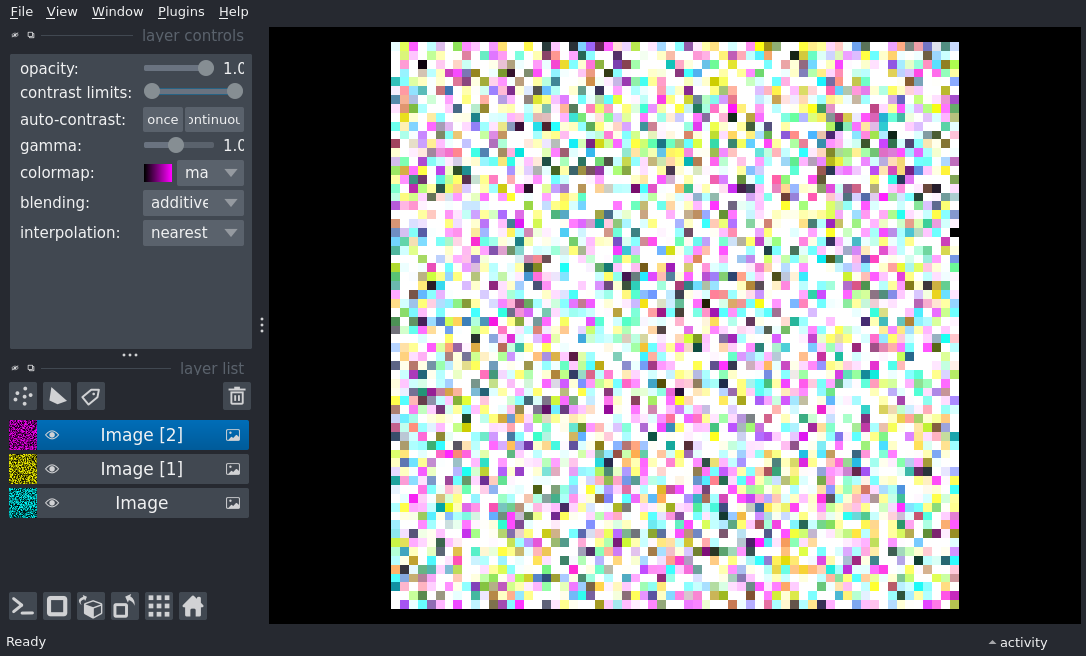 File View Window Plugins Help
layer controls
opacity: 1.0
contrast limits:
auto-contrast: once ontinuou
gamma: 1.0
colormap: ma
blending: additive
interpolation: nearest
layer list
Image [2]
Image [1]
Image
Ready
activity